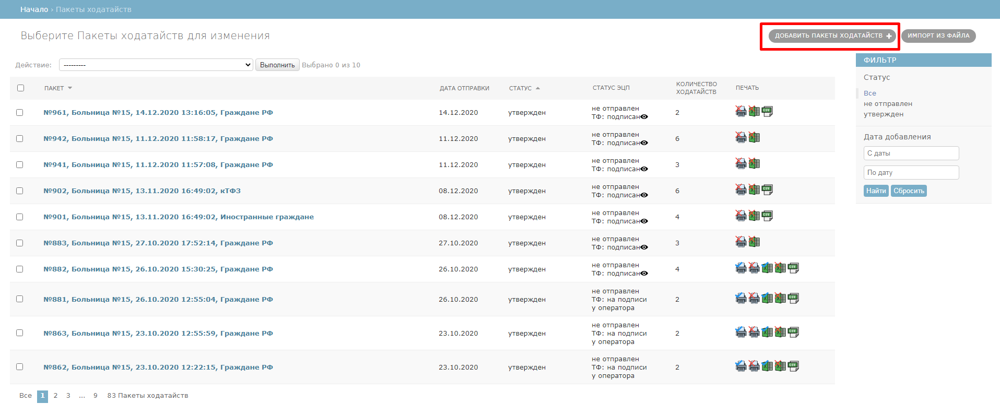 Начало › Пакеты ходатайств
Выберите Пакеты ходатайств для изменения
ДОБАВИТЬ ПАКЕТЫ ХОДАТАЙСТВ
ИМПОРТ ИЗ ФАЙЛА
Действие: --------- Выполнить Выбрано 0 из 10
ПАКЕТ ДАТА ОТПРАВКИ СТАТУС СТАТУС ЭЦП КОЛИЧЕСТВО ХОДАТАЙСТВ ПЕЧАТЬ
№961, Больница №15, 14.12.2020 13:16:05, Граждане РФ 14.12.2020 утвержден не отправлен ТФ: подписан 2 CSV
№942, Больница №15, 11.12.2020 11:58:17, Граждане РФ 11.12.2020 утвержден не отправлен ТФ: подписан 6
№941, Больница №15, 11.12.2020 11:57:08, Граждане РФ 11.12.2020 утвержден не отправлен ТФ: подписан 3
№902, Больница №15, 13.11.2020 16:49:02, кТФЗ 08.12.2020 утвержден не отправлен ТФ: подписан 6 CSV
№901, Больница №15, 13.11.2020 16:49:02, Иностранные граждане 08.12.2020 утвержден не отправлен ТФ: подписан 4 CSV
№883, Больница №15, 27.10.2020 17:52:14, Граждане РФ 27.10.2020 утвержден не отправлен ТФ: подписан 3
№882, Больница №15, 26.10.2020 15:30:25, Граждане РФ 26.10.2020 утвержден не отправлен ТФ: подписан 4 CSV
№881, Больница №15, 26.10.2020 12:55:04, Граждане РФ 26.10.2020 утвержден не отправлен ТФ: на подписи у оператора 2 CSV
№863, Больница №15, 23.10.2020 12:55:59, Граждане РФ 23.10.2020 утвержден не отправлен ТФ: на подписи у оператора 2 CSV
№862, Больница №15, 23.10.2020 12:22:15, Граждане РФ 23.10.2020 утвержден не отправлен ТФ: на подписи у оператора 2 CSV
Все 1 2 3 ... 9 83 Пакеты ходатайств
ФИЛЬТР
Статус
Все
не отправлен
утвержден
Дата добавления
С даты
По дату
Найти Сбросить